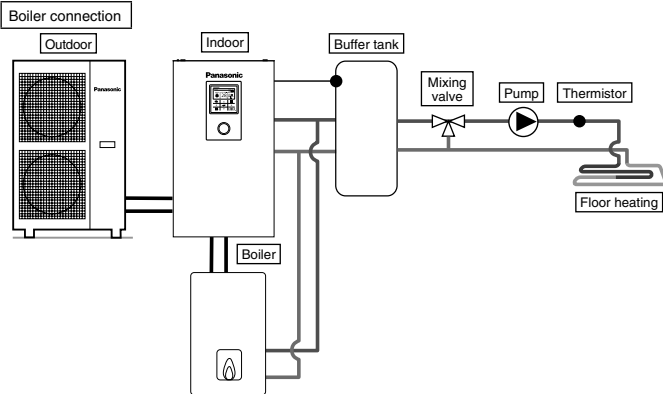 Boiler connection
Outdoor
Indoor
Buffer tank
Panasonic
Panasonic
Mixing
valve
Pump
Thermistor
Floor heating
Boiler